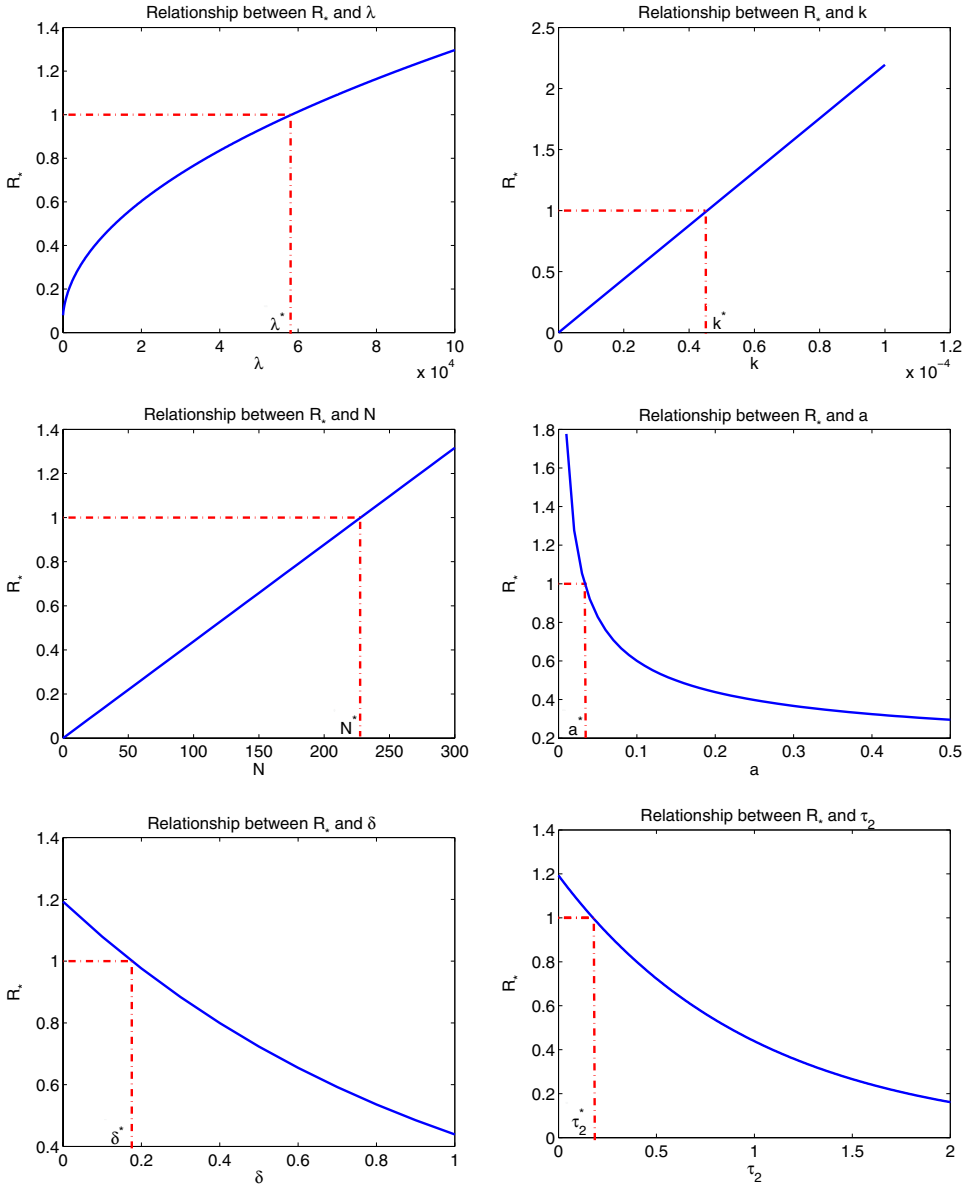 Relationship between R* and λ
1.4
1.2
1
0.8
0.6
0.4
0.2
0
R*
λ*
0 2 4 6 8 10
x 10^4
λ
Relationship between R* and k
2.5
2
1.5
1
0.5
0
R*
k*
0 0.2 0.4 0.6 0.8 1 1.2
x 10^-4
k
Relationship between R* and N
1.4
1.2
1
0.8
0.6
0.4
0.2
0
R*
N*
0 50 100 150 200 250 300
N
Relationship between R* and a
1.8
1.6
1.4
1.2
1
0.8
0.6
0.4
0.2
R*
a*
0 0.1 0.2 0.3 0.4 0.5
a
Relationship between R* and δ
1.4
1.2
1
0.8
0.6
0.4
R*
δ*
0 0.2 0.4 0.6 0.8 1
δ
Relationship between R* and τ2
1.4
1.2
1
0.8
0.6
0.4
0.2
0
R*
τ2*
0 0.5 1 1.5 2
τ2